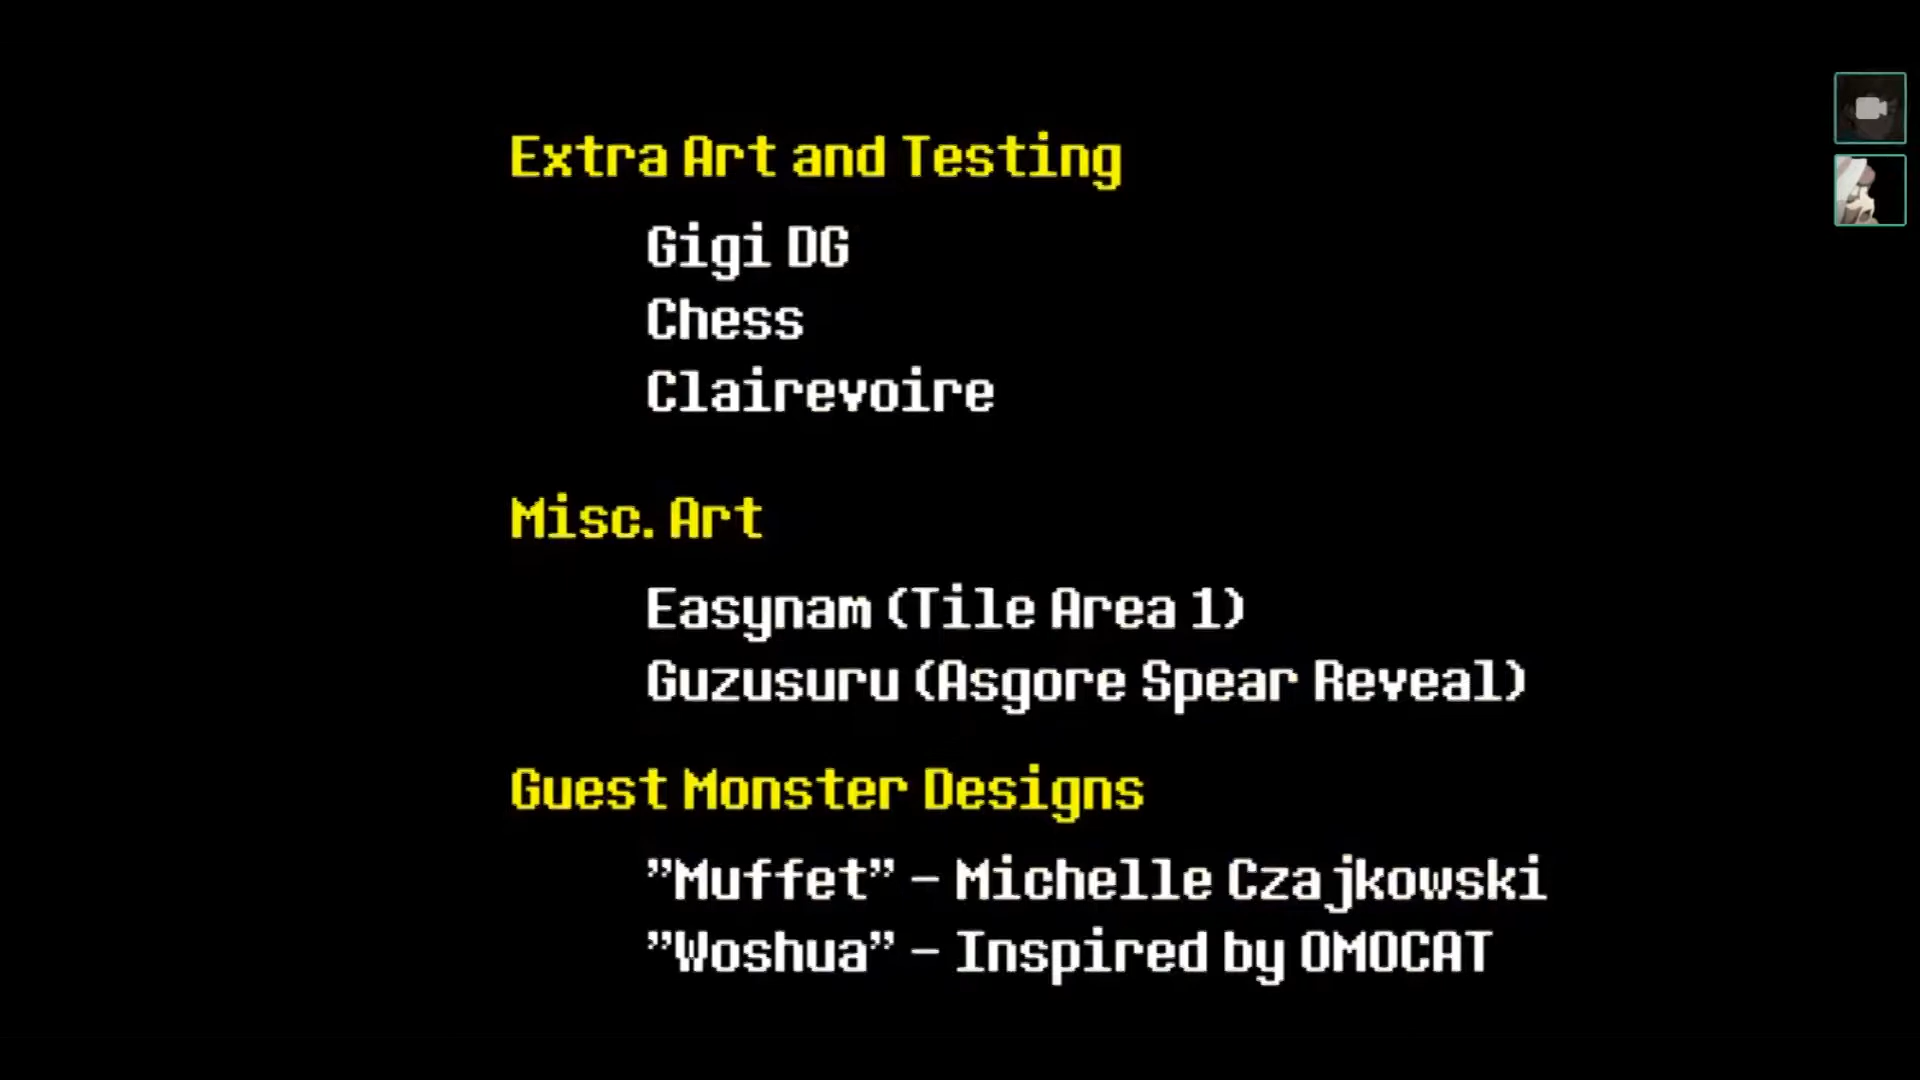 Extra Art and Testing
Gigi DG
Chess
Clairevoire
Misc. Art
Easynam (Tile Area 1)
Guzusuru (Asgore Spear Reveal)
Guest Monster Designs
”Muffet” – Michelle Czajkowski
”Woshua” – Inspired by OMOCAT